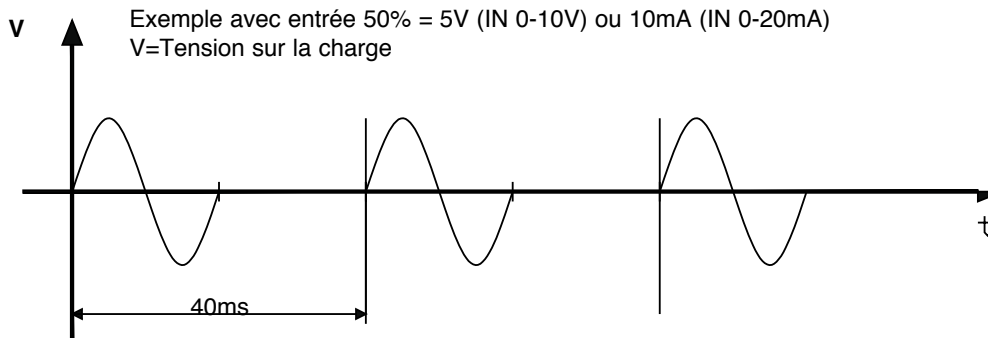 Exemple avec entrée 50% = 5V (IN 0-10V) ou 10mA (IN 0-20mA)
V
V=Tension sur la charge
t
40ms